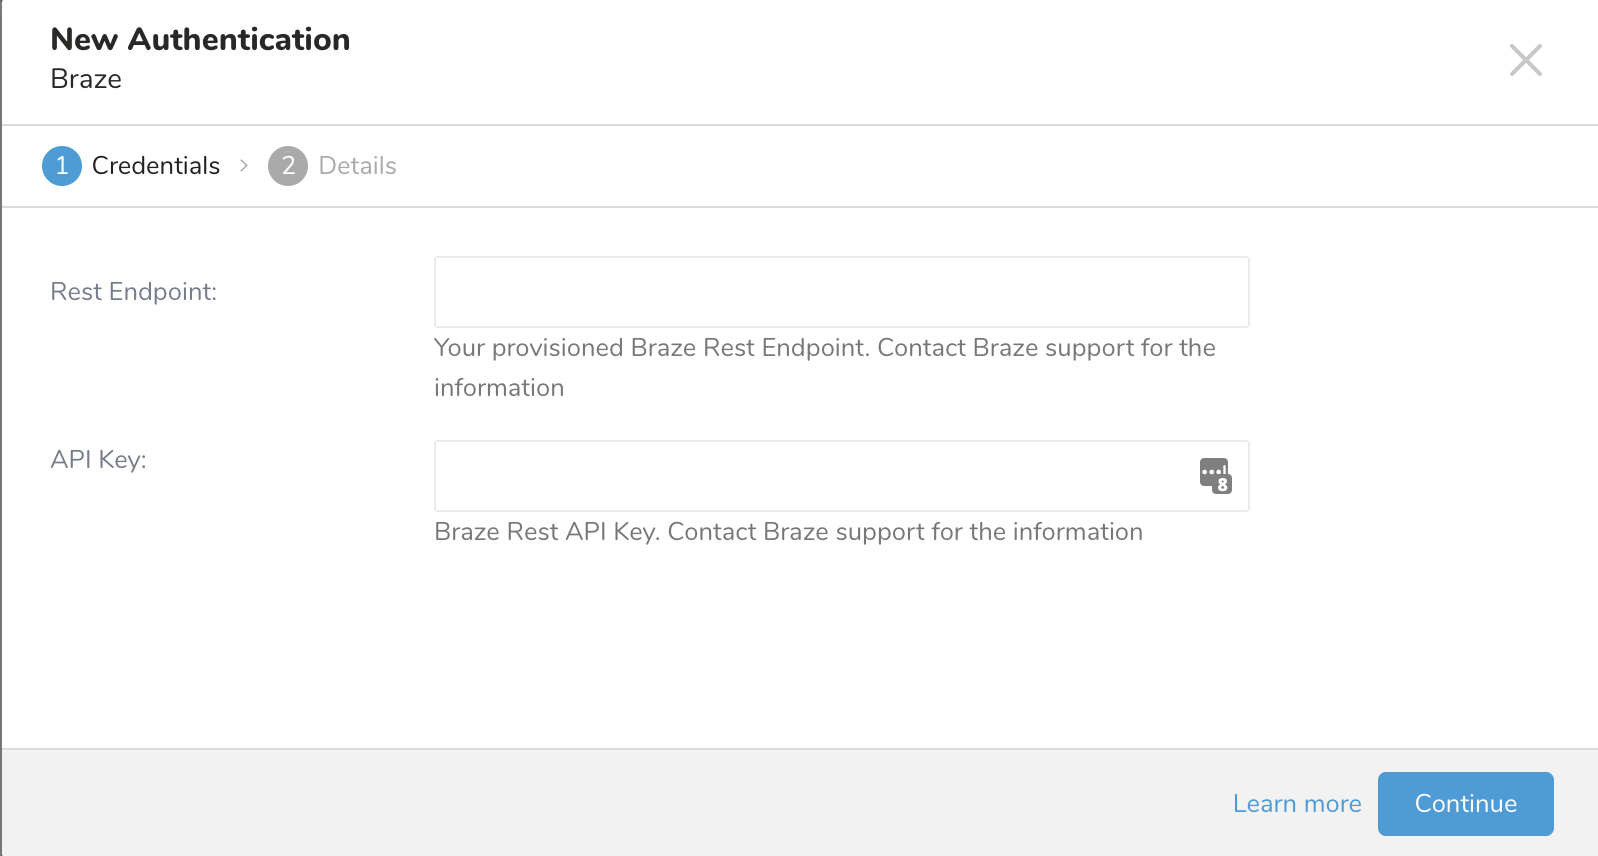 New Authentication
Braze
1 Credentials > 2 Details
Rest Endpoint:
Your provisioned Braze Rest Endpoint. Contact Braze support for the
information
API Key:
8
Braze Rest API Key. Contact Braze support for the information
Learn more
Continue